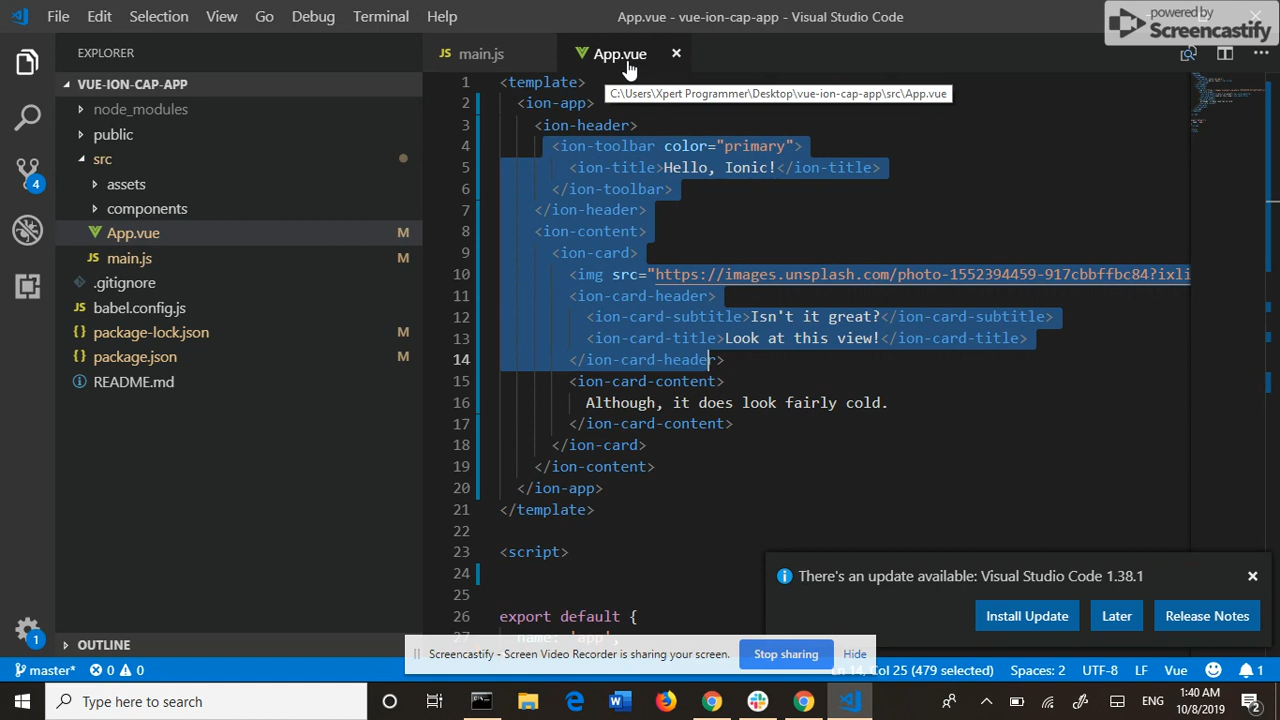 File Edit Selection View Go Debug Terminal Help App.vue - vue-ion-cap-app - Visual Studio Code
powered by
Screencastify
EXPLORER
main.js
App.vue
C:\Users\Xpert Programmer\Desktop\vue-ion-cap-app\src\App.vue
VUE-ION-CAP-APP
node_modules
public
src
assets
components
App.vue M
main.js M
.gitignore
babel.config.js
package-lock.json M
package.json M
README.md
OUTLINE
4
1
1 <template>
2 <ion-app>
3 <ion-header>
4 <ion-toolbar color="primary">
5 <ion-title>Hello, Ionic!</ion-title>
6 </ion-toolbar>
7 </ion-header>
8 <ion-content>
9 <ion-card>
10 <img src="https://images.unsplash.com/photo-1552394459-917cbbffbc84?ixli
11 <ion-card-header>
12 <ion-card-subtitle>Isn't it great?</ion-card-subtitle>
13 <ion-card-title>Look at this view!</ion-card-title>
14 </ion-card-header>
15 <ion-card-content>
16 Although, it does look fairly cold.
17 </ion-card-content>
18 </ion-card>
19 </ion-content>
20 </ion-app>
21 </template>
22
23 <script>
24
25
26 export default {
27 name: 'app',
There's an update available: Visual Studio Code 1.38.1
Install Update Later Release Notes
Screencastify - Screen Video Recorder is sharing your screen. Stop sharing Hide
master* 0 0 Ln 14, Col 25 (479 selected) Spaces: 2 UTF-8 LF Vue 1
Type here to search
ENG
1:40 AM
10/8/2019
2